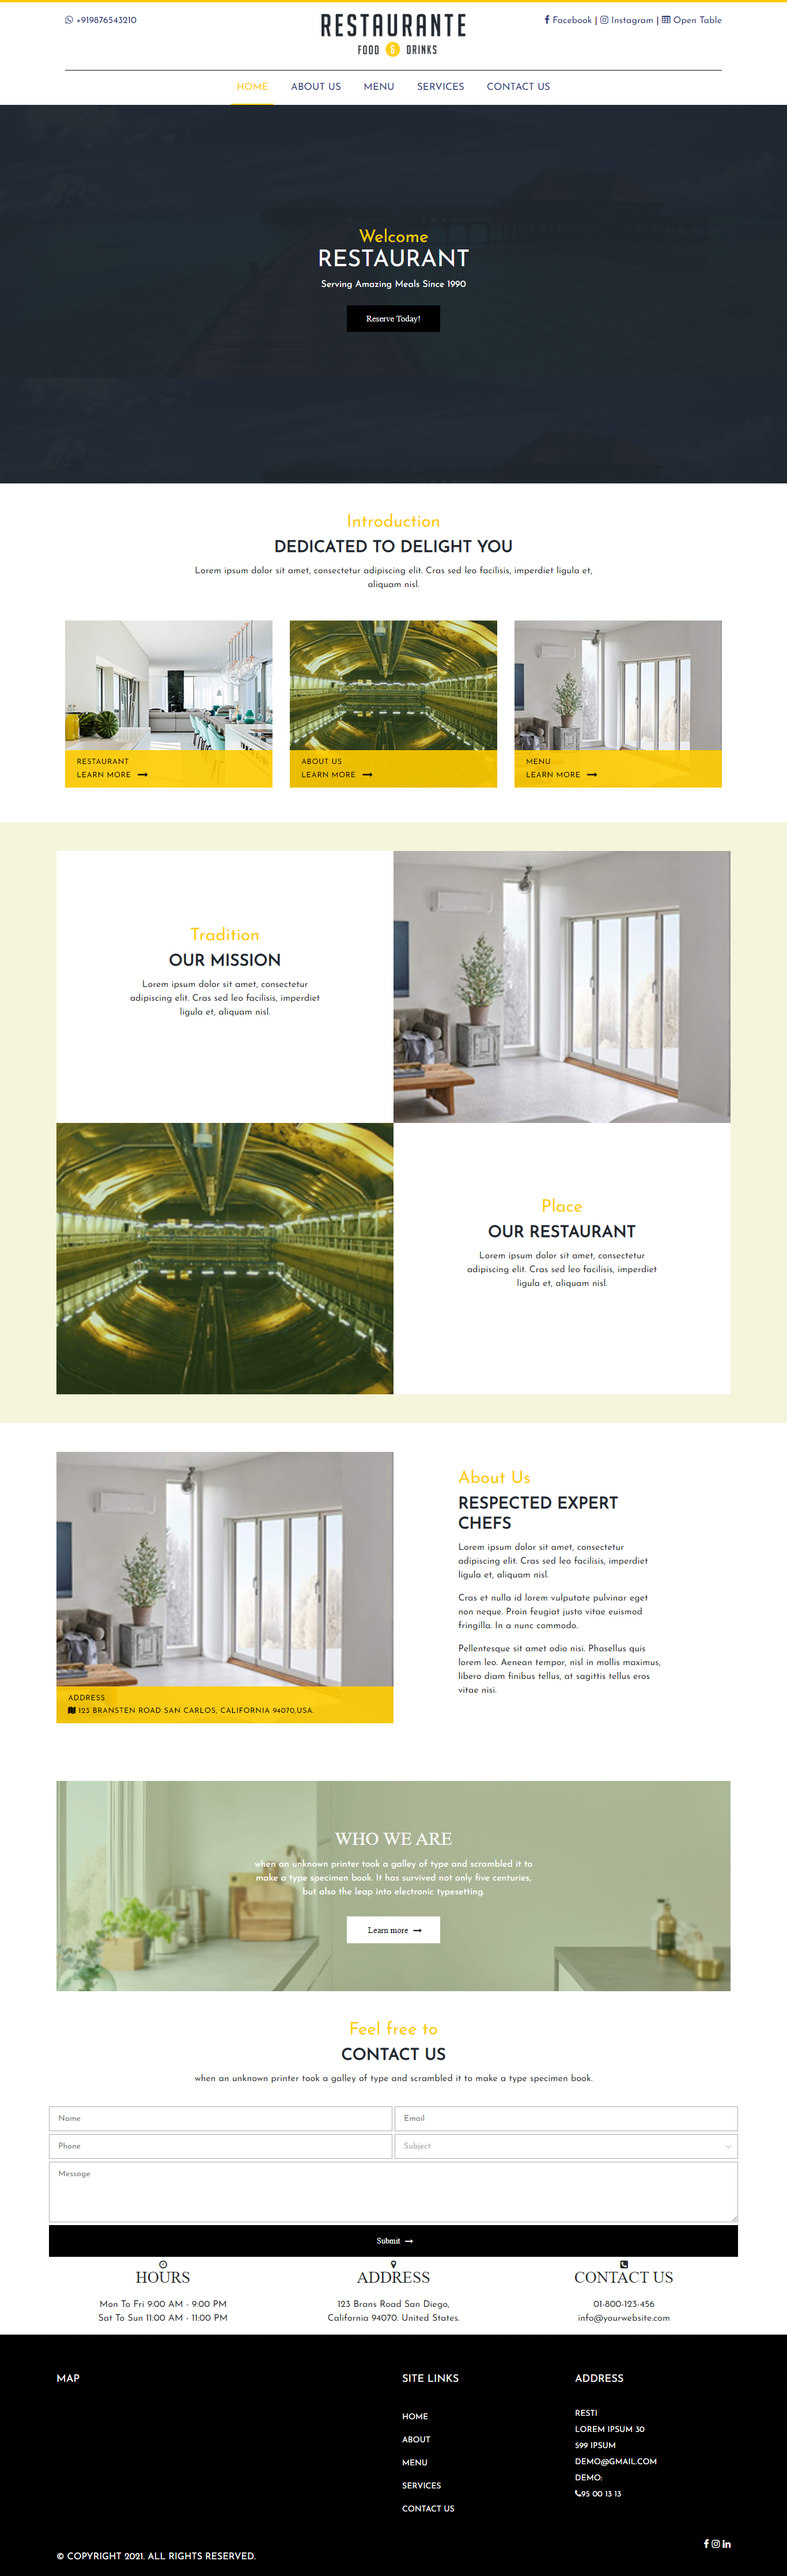 +919876543210
RESTAURANTE
FOOD & DRINKS
Facebook | Instagram | Open Table
HOME ABOUT US MENU SERVICES CONTACT US
Welcome
RESTAURANT
Serving Amazing Meals Since 1990
Reserve Today!
Introduction
DEDICATED TO DELIGHT YOU
Lorem ipsum dolor sit amet, consectetur adipiscing elit. Cras sed leo facilisis, imperdiet ligula et,
aliquam nisl.
RESTAURANT
LEARN MORE
ABOUT US
LEARN MORE
MENU
LEARN MORE
Tradition
OUR MISSION
Lorem ipsum dolor sit amet, consectetur
adipiscing elit. Cras sed leo facilisis, imperdiet
ligula et, aliquam nisl.
Place
OUR RESTAURANT
Lorem ipsum dolor sit amet, consectetur
adipiscing elit. Cras sed leo facilisis, imperdiet
ligula et, aliquam nisl.
ADDRESS
123 BRANSTEN ROAD SAN CARLOS, CALIFORNIA 94070,USA.
About Us
RESPECTED EXPERT
CHEFS
Lorem ipsum dolor sit amet, consectetur
adipiscing elit. Cras sed leo facilisis, imperdiet
ligula et, aliquam nisl.
Cras et nulla id lorem vulputate pulvinar eget
non neque. Proin feugiat justo vitae euismod
fringilla. In a nunc commodo.
Pellentesque sit amet odio nisi. Phasellus quis
lorem leo. Aenean tempor, nisl in mollis maximus,
libero diam finibus tellus, at sagittis tellus eros
vitae nisi.
WHO WE ARE
when an unknown printer took a galley of type and scrambled it to
make a type specimen book. It has survived not only five centuries,
but also the leap into electronic typesetting.
Learn more
Feel free to
CONTACT US
when an unknown printer took a galley of type and scrambled it to make a type specimen book.
Name
Email
Phone
Subject
Message
Submit
HOURS
Mon To Fri 9:00 AM - 9:00 PM
Sat To Sun 11:00 AM - 11:00 PM
ADDRESS
123 Brans Road San Diego,
California 94070. United States.
CONTACT US
01-800-123-456
info@yourwebsite.com
MAP
SITE LINKS
HOME
ABOUT
MENU
SERVICES
CONTACT US
ADDRESS
RESTI
LOREM IPSUM 30
599 IPSUM
DEMO@GMAIL.COM
DEMO:
95 00 13 13
© COPYRIGHT 2021. ALL RIGHTS RESERVED.